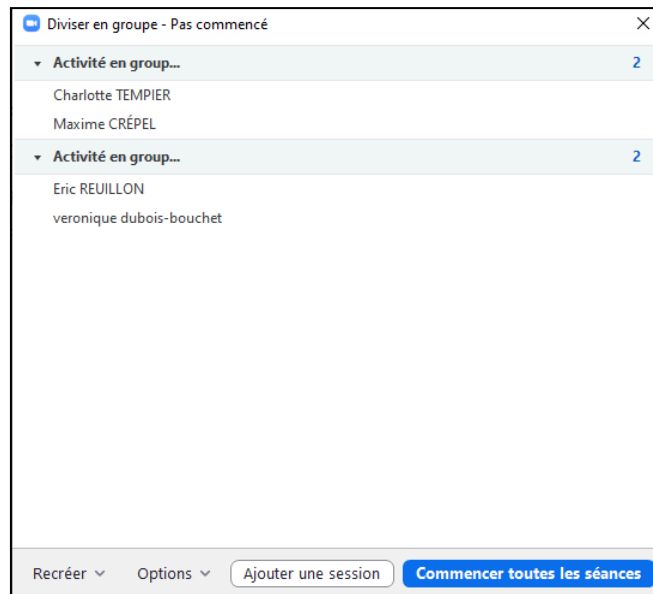 Diviser en groupe - Pas commencé
Activité en group... 2
Charlotte TEMPIER
Maxime CRÉPEL
Activité en group... 2
Eric REUILLON
veronique dubois-bouchet
Recréer Options Ajouter une session Commencer toutes les séances